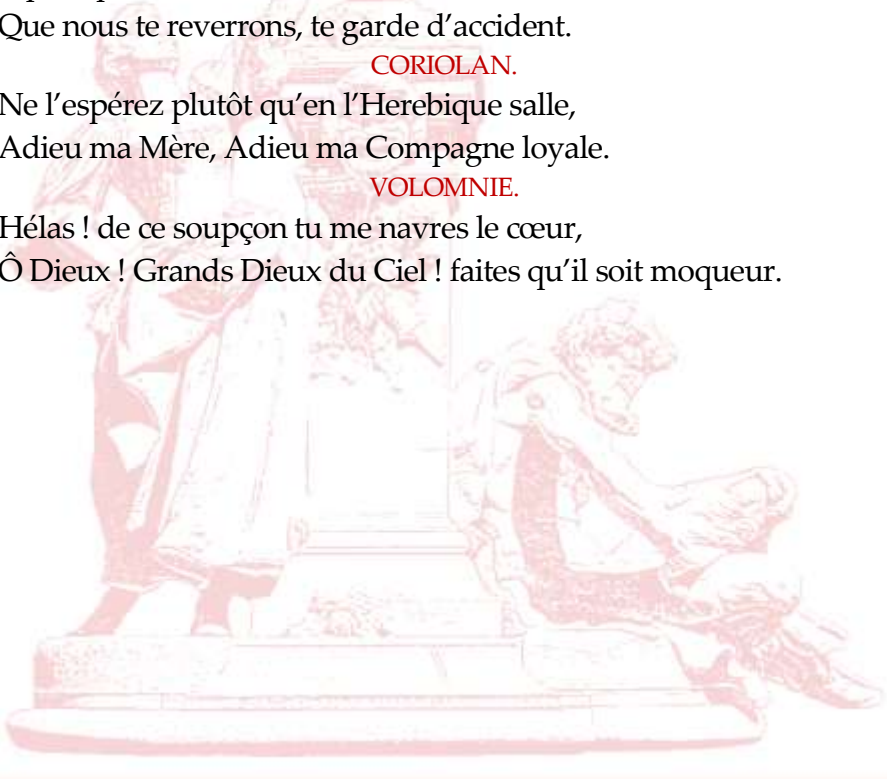 Que nous te reverrons, te garde d’accident.
CORIOLAN.
Ne l’espérez plutôt qu’en l’Herebique salle,
Adieu ma Mère, Adieu ma Compagne loyale.
VOLOMNIE.
Hélas ! de ce soupçon tu me navres le cœur,
Ô Dieux ! Grands Dieux du Ciel ! faites qu’il soit moqueur.